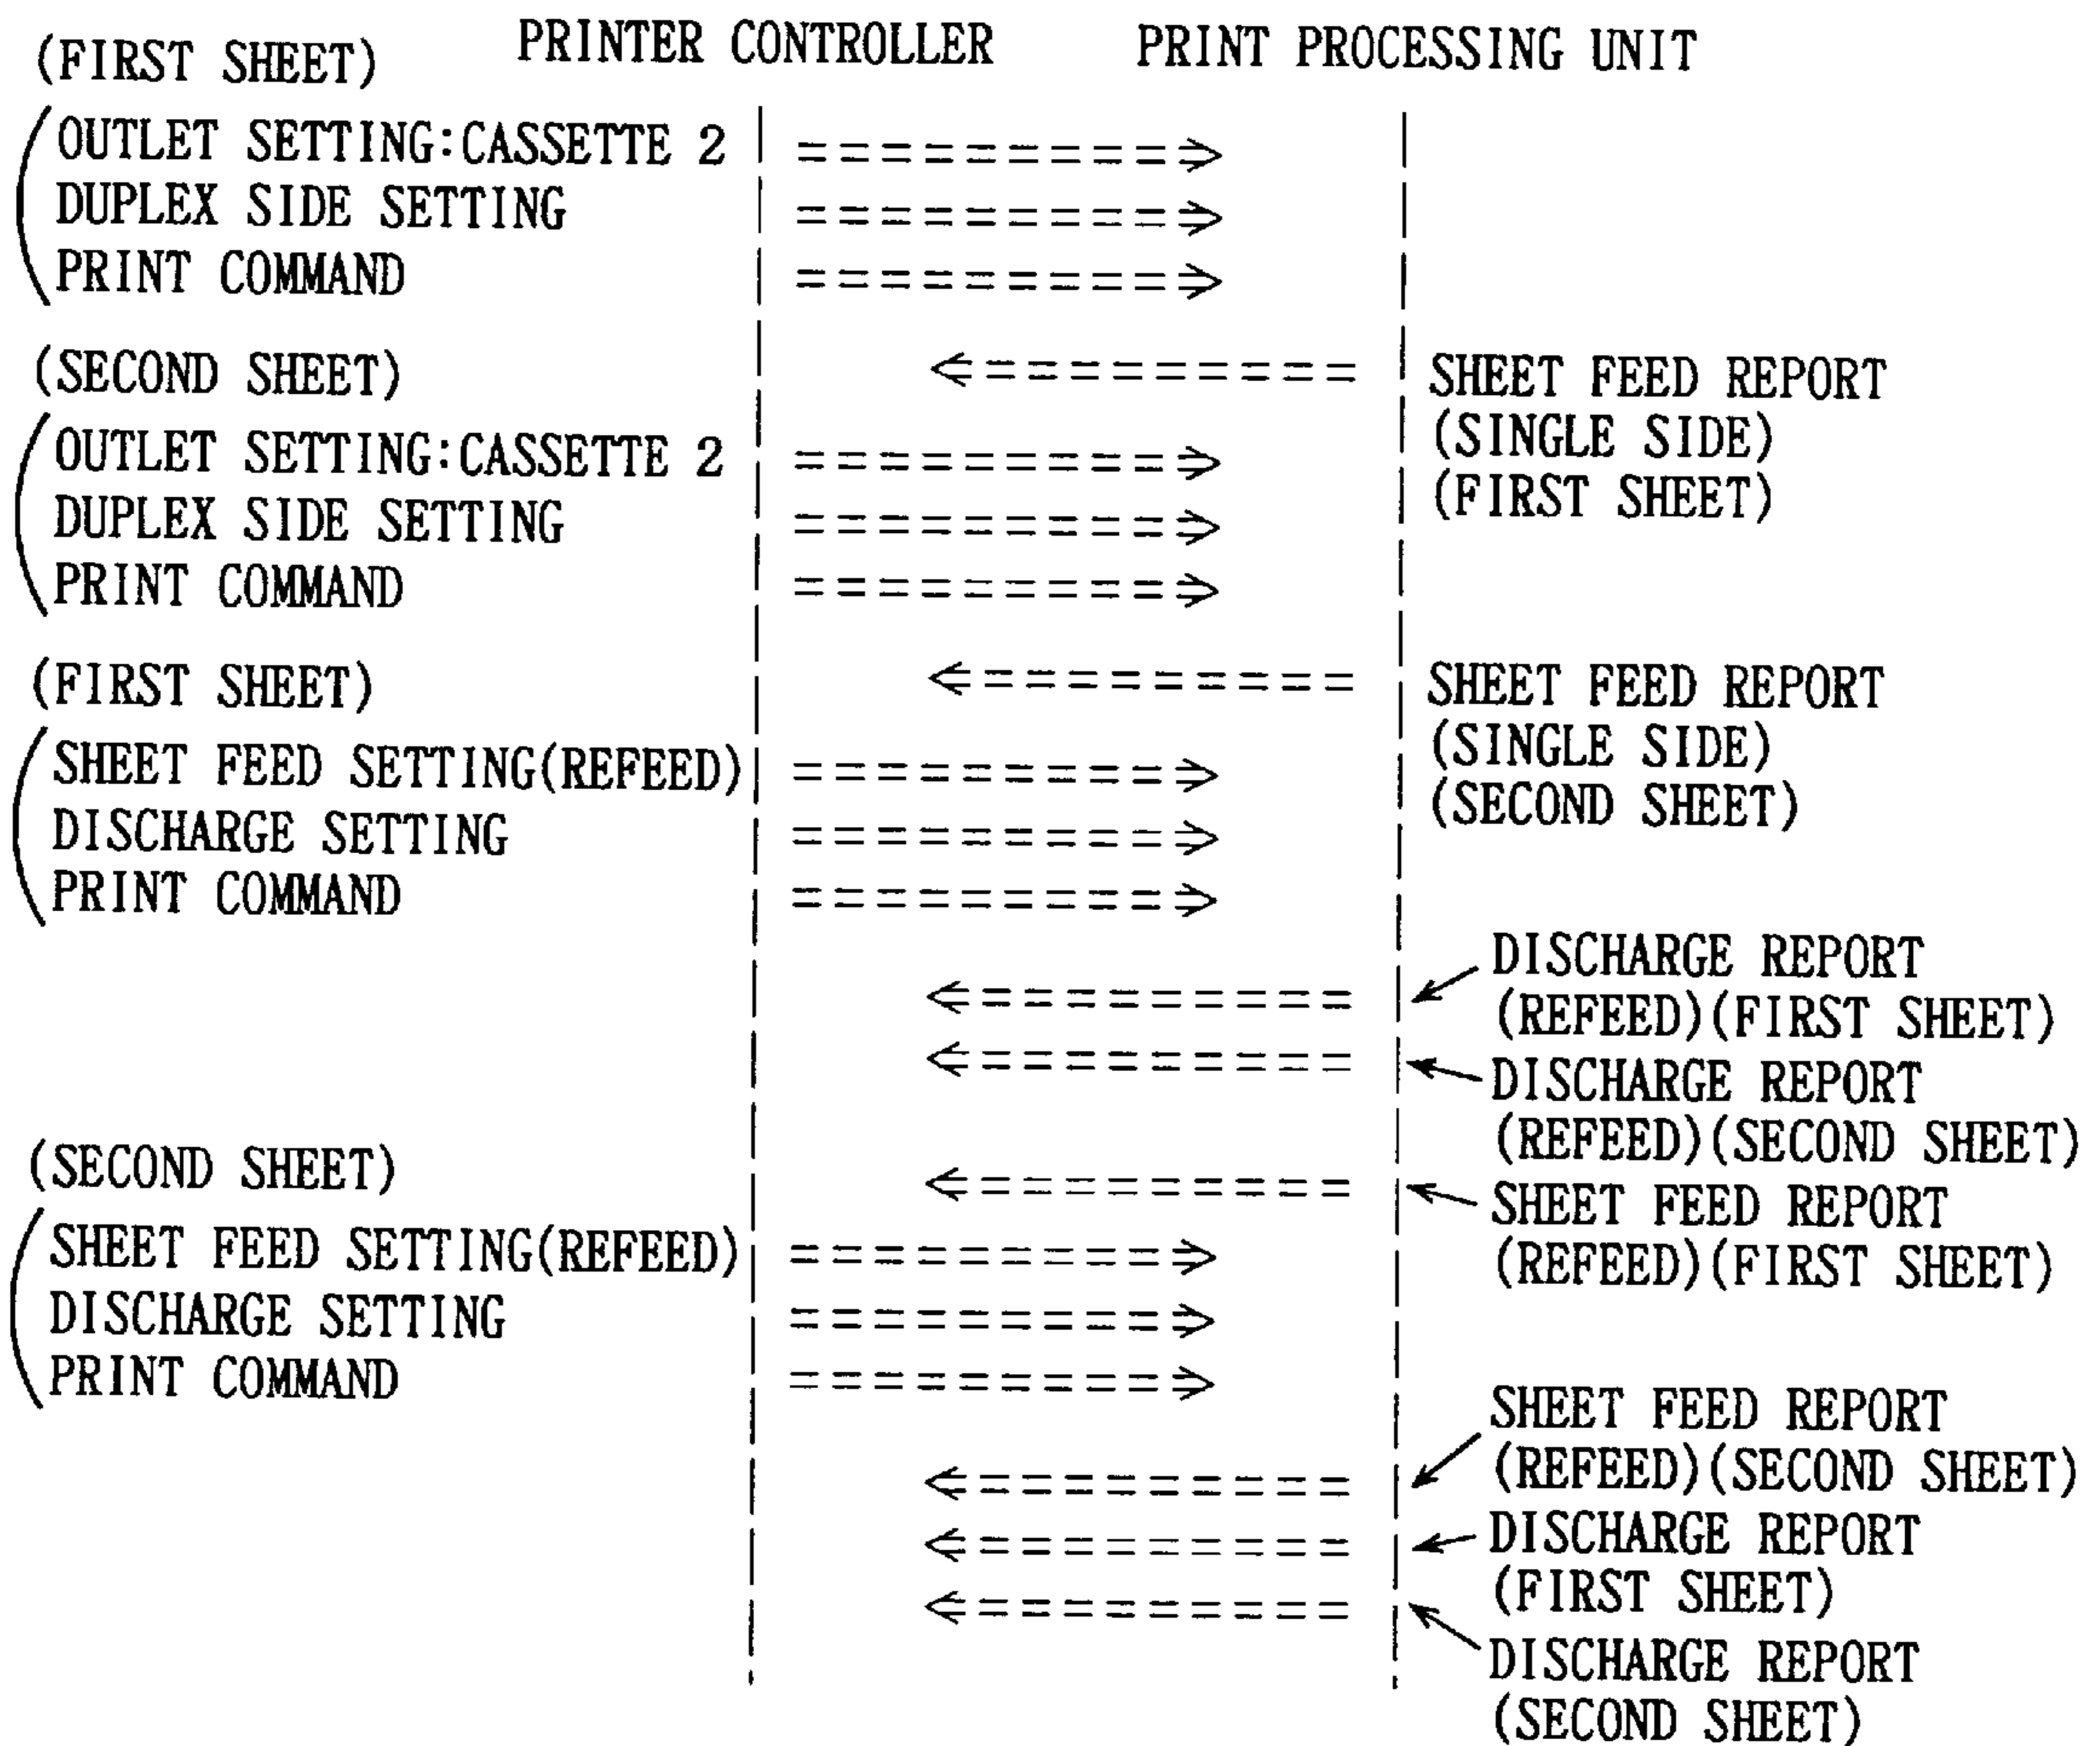 PRINTER CONTROLLER PRINT PROCESSING UNIT
(FIRST SHEET)
OUTLET SETTING:CASSETTE 2
DUPLEX SIDE SETTING
PRINT COMMAND
(SECOND SHEET)
SHEET FEED REPORT
(SINGLE SIDE)
(FIRST SHEET)
OUTLET SETTING:CASSETTE 2
DUPLEX SIDE SETTING
PRINT COMMAND
(FIRST SHEET)
SHEET FEED REPORT
(SINGLE SIDE)
(SECOND SHEET)
SHEET FEED SETTING(REFEED)
DISCHARGE SETTING
PRINT COMMAND
DISCHARGE REPORT
(REFEED)(FIRST SHEET)
DISCHARGE REPORT
(REFEED)(SECOND SHEET)
(SECOND SHEET)
SHEET FEED REPORT
(REFEED)(FIRST SHEET)
SHEET FEED SETTING(REFEED)
DISCHARGE SETTING
PRINT COMMAND
SHEET FEED REPORT
(REFEED)(SECOND SHEET)
DISCHARGE REPORT
(FIRST SHEET)
DISCHARGE REPORT
(SECOND SHEET)